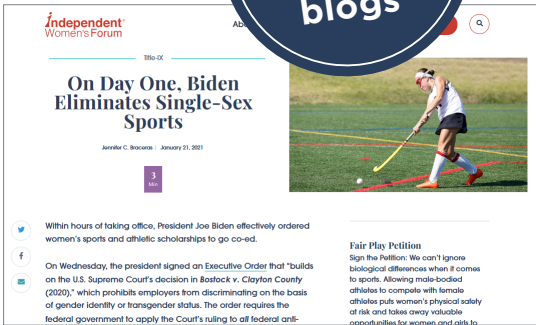 blogs
Independent®
Women's Forum
Title-IX
On Day One, Biden
Eliminates Single-Sex
Sports
Jennifer C. Braceras | January 21, 2021
3
Min
Within hours of taking office, President Joe Biden effectively ordered
women's sports and athletic scholarships to go co-ed.
On Wednesday, the president signed an Executive Order that "builds
on the U.S. Supreme Court's decision in Bostock v. Clayton County
(2020)," which prohibits employers from discriminating on the basis
of gender identity or transgender status. The order requires the
federal government to apply the Court's ruling to all federal anti-
Fair Play Petition
Sign the Petition: We can't ignore
biological differences when it comes
to sports. Allowing male-bodied
athletes to compete with female
athletes puts women's physical safety
at risk and takes away valuable
opportunities for women and girls to